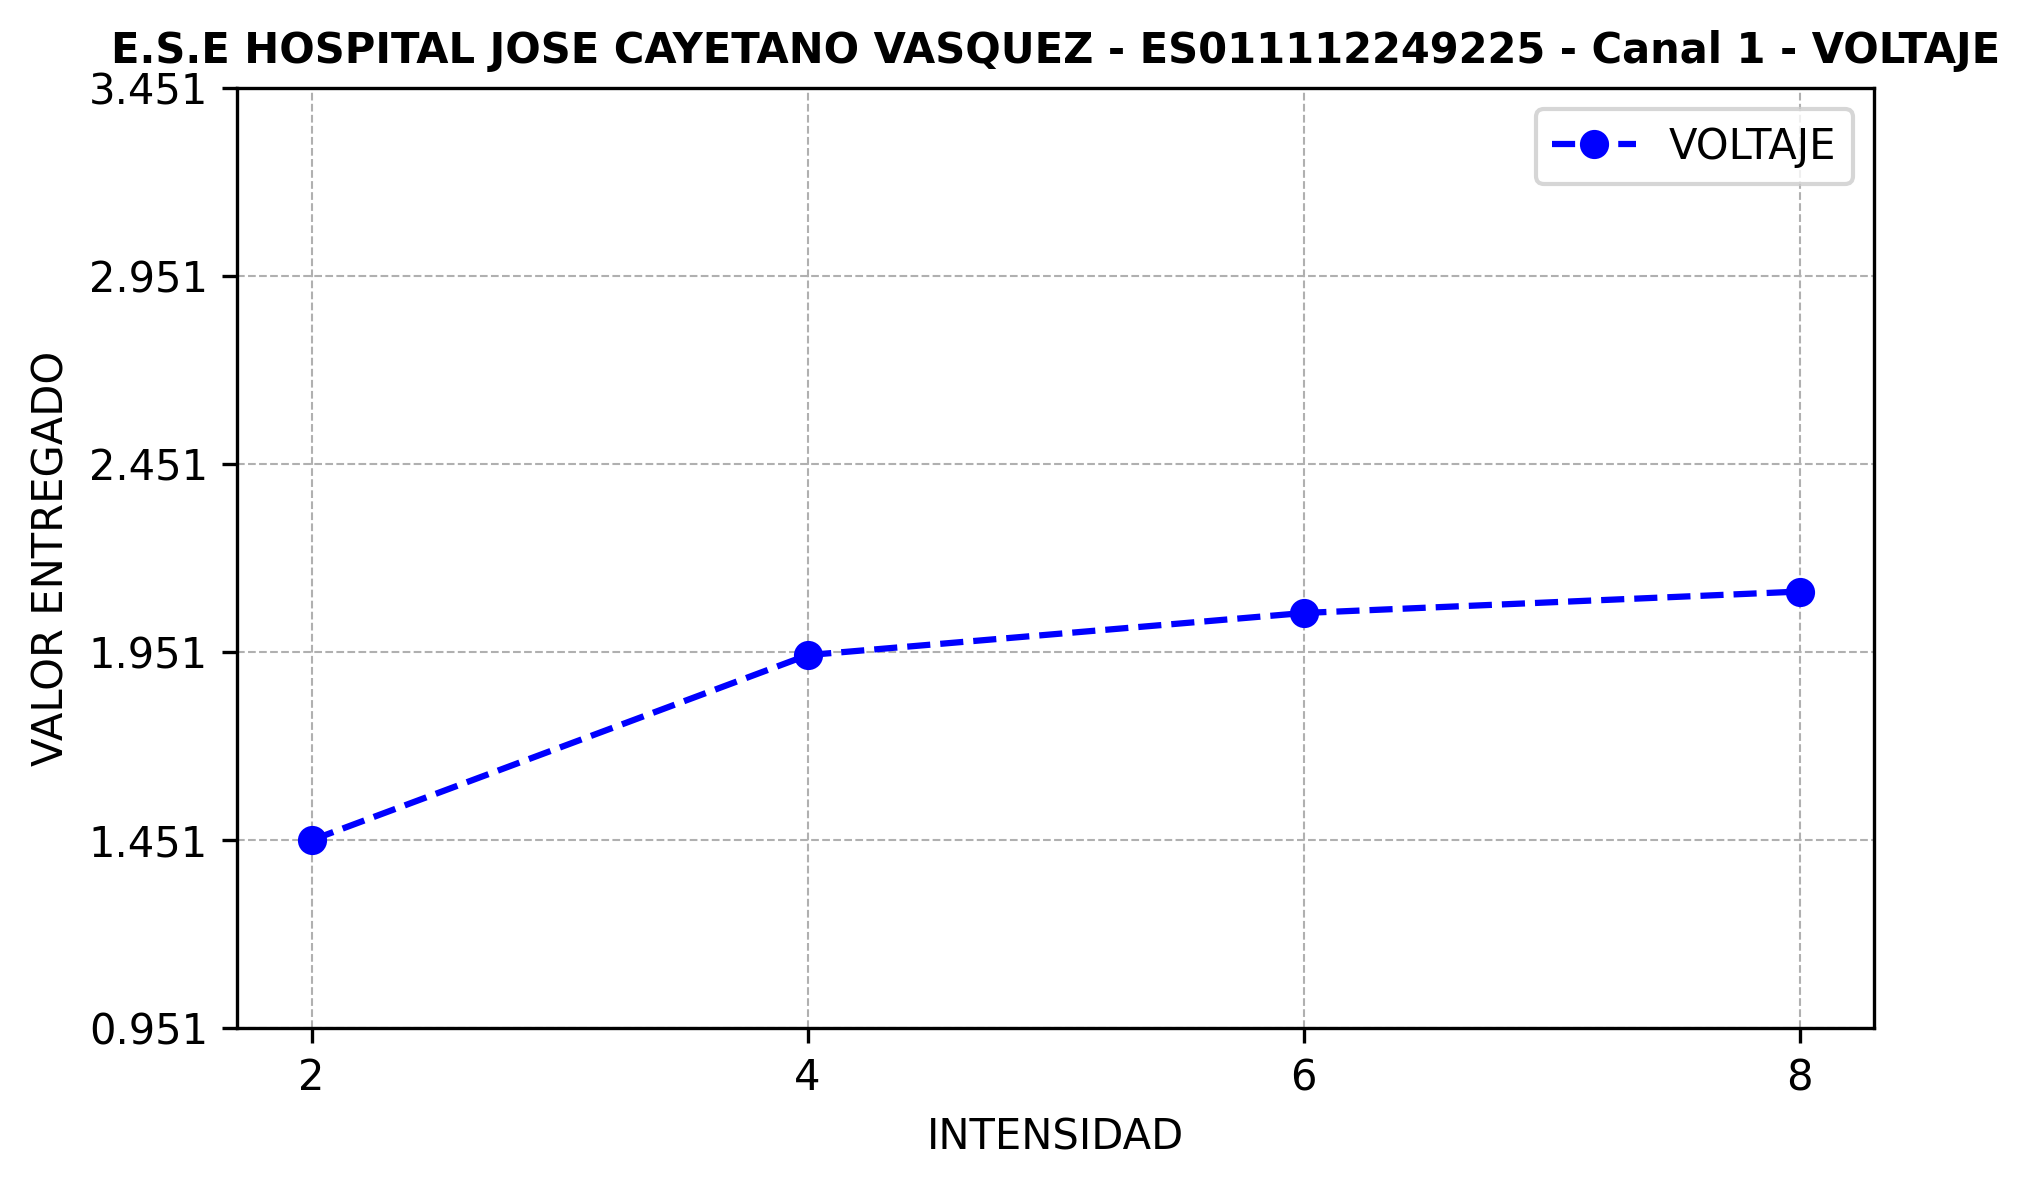 E.S.E HOSPITAL JOSE CAYETANO VASQUEZ - ES011112249225 - Canal 1 - VOLTAJE
3.451
VOLTAJE
2.951
2.451
VALOR ENTREGADO
1.951
1.451
0.951
2 4 6 8
INTENSIDAD